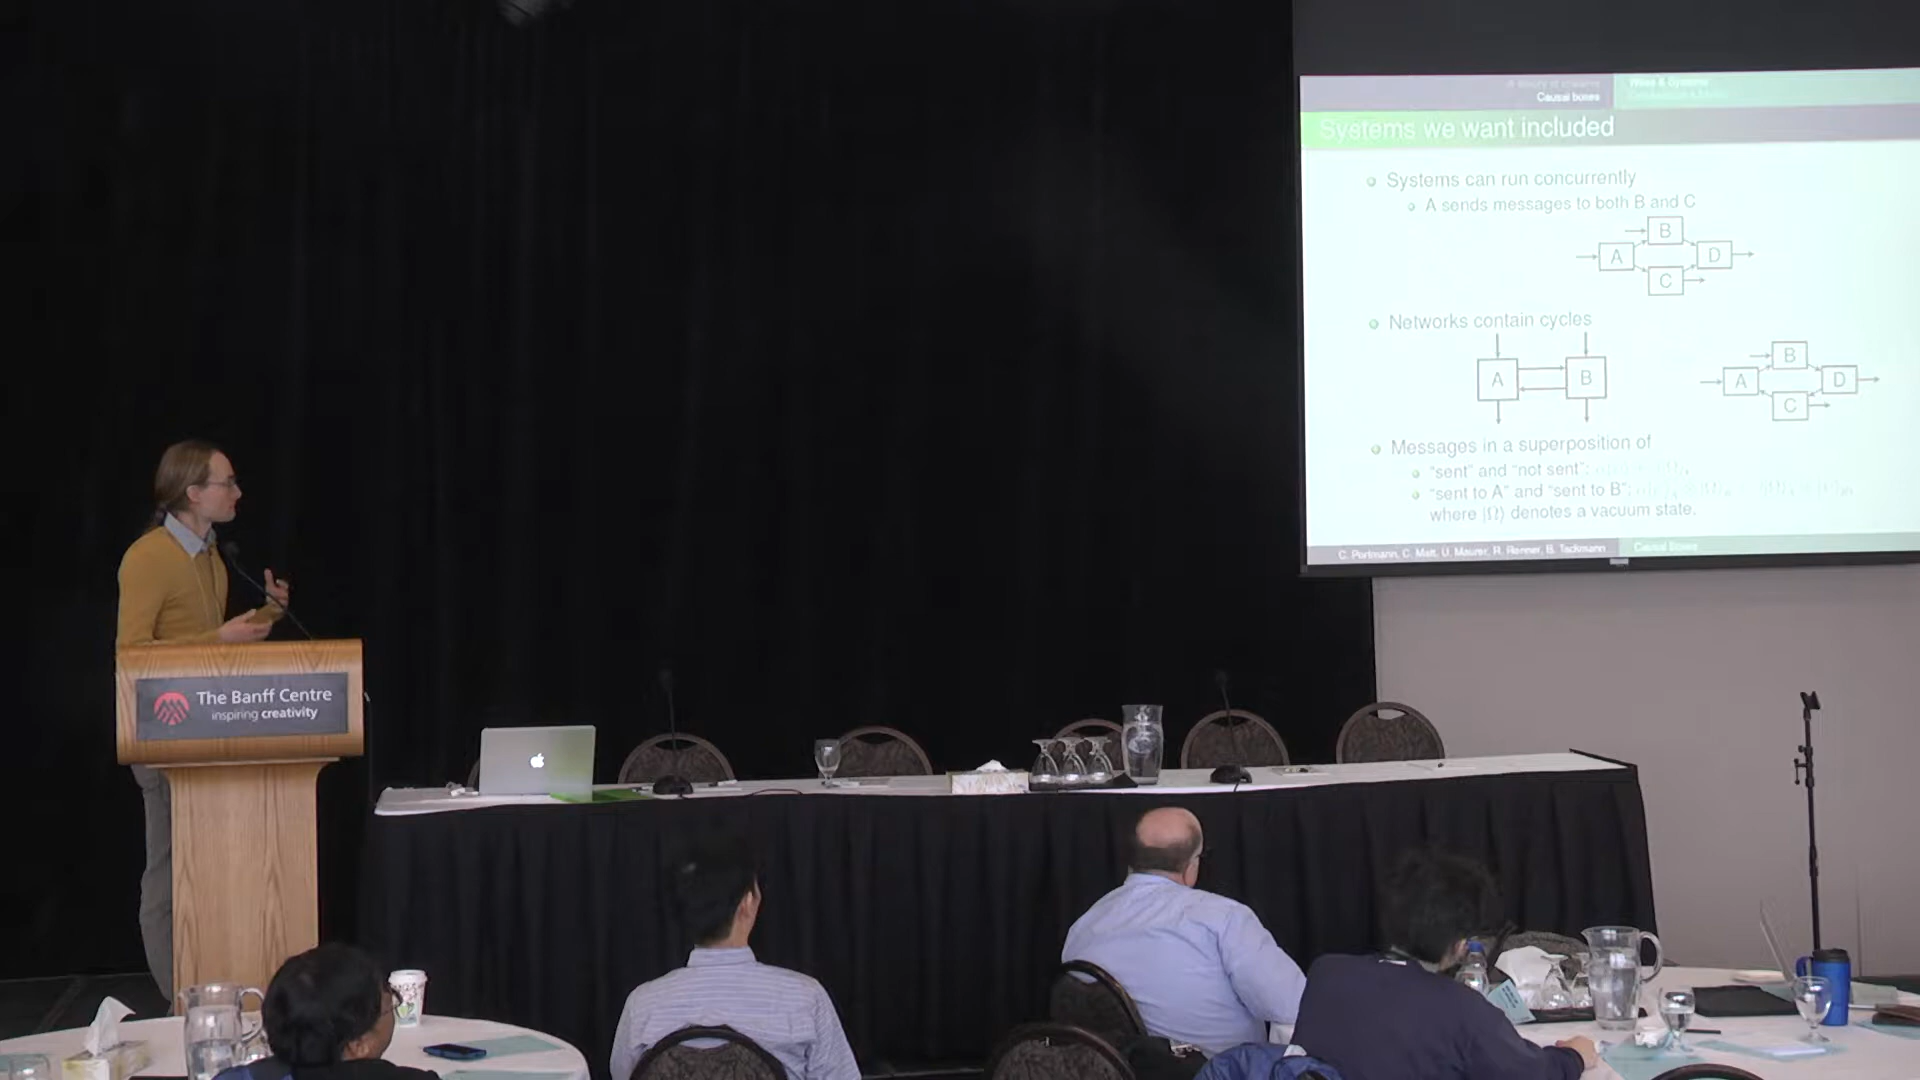 Causal boxes
Systems we want included
Systems can run concurrently
A sends messages to both B and C
B
A
D
C
Networks contain cycles
A
B
B
A
D
C
Messages in a superposition of
“sent” and “not sent”:
“sent to A” and “sent to B”:
where |Ω⟩ denotes a vacuum state.
C. Portmann, C. Matt, U. Maurer, R. Renner, B. Tackmann
Causal Boxes
The Banff Centre
inspiring creativity